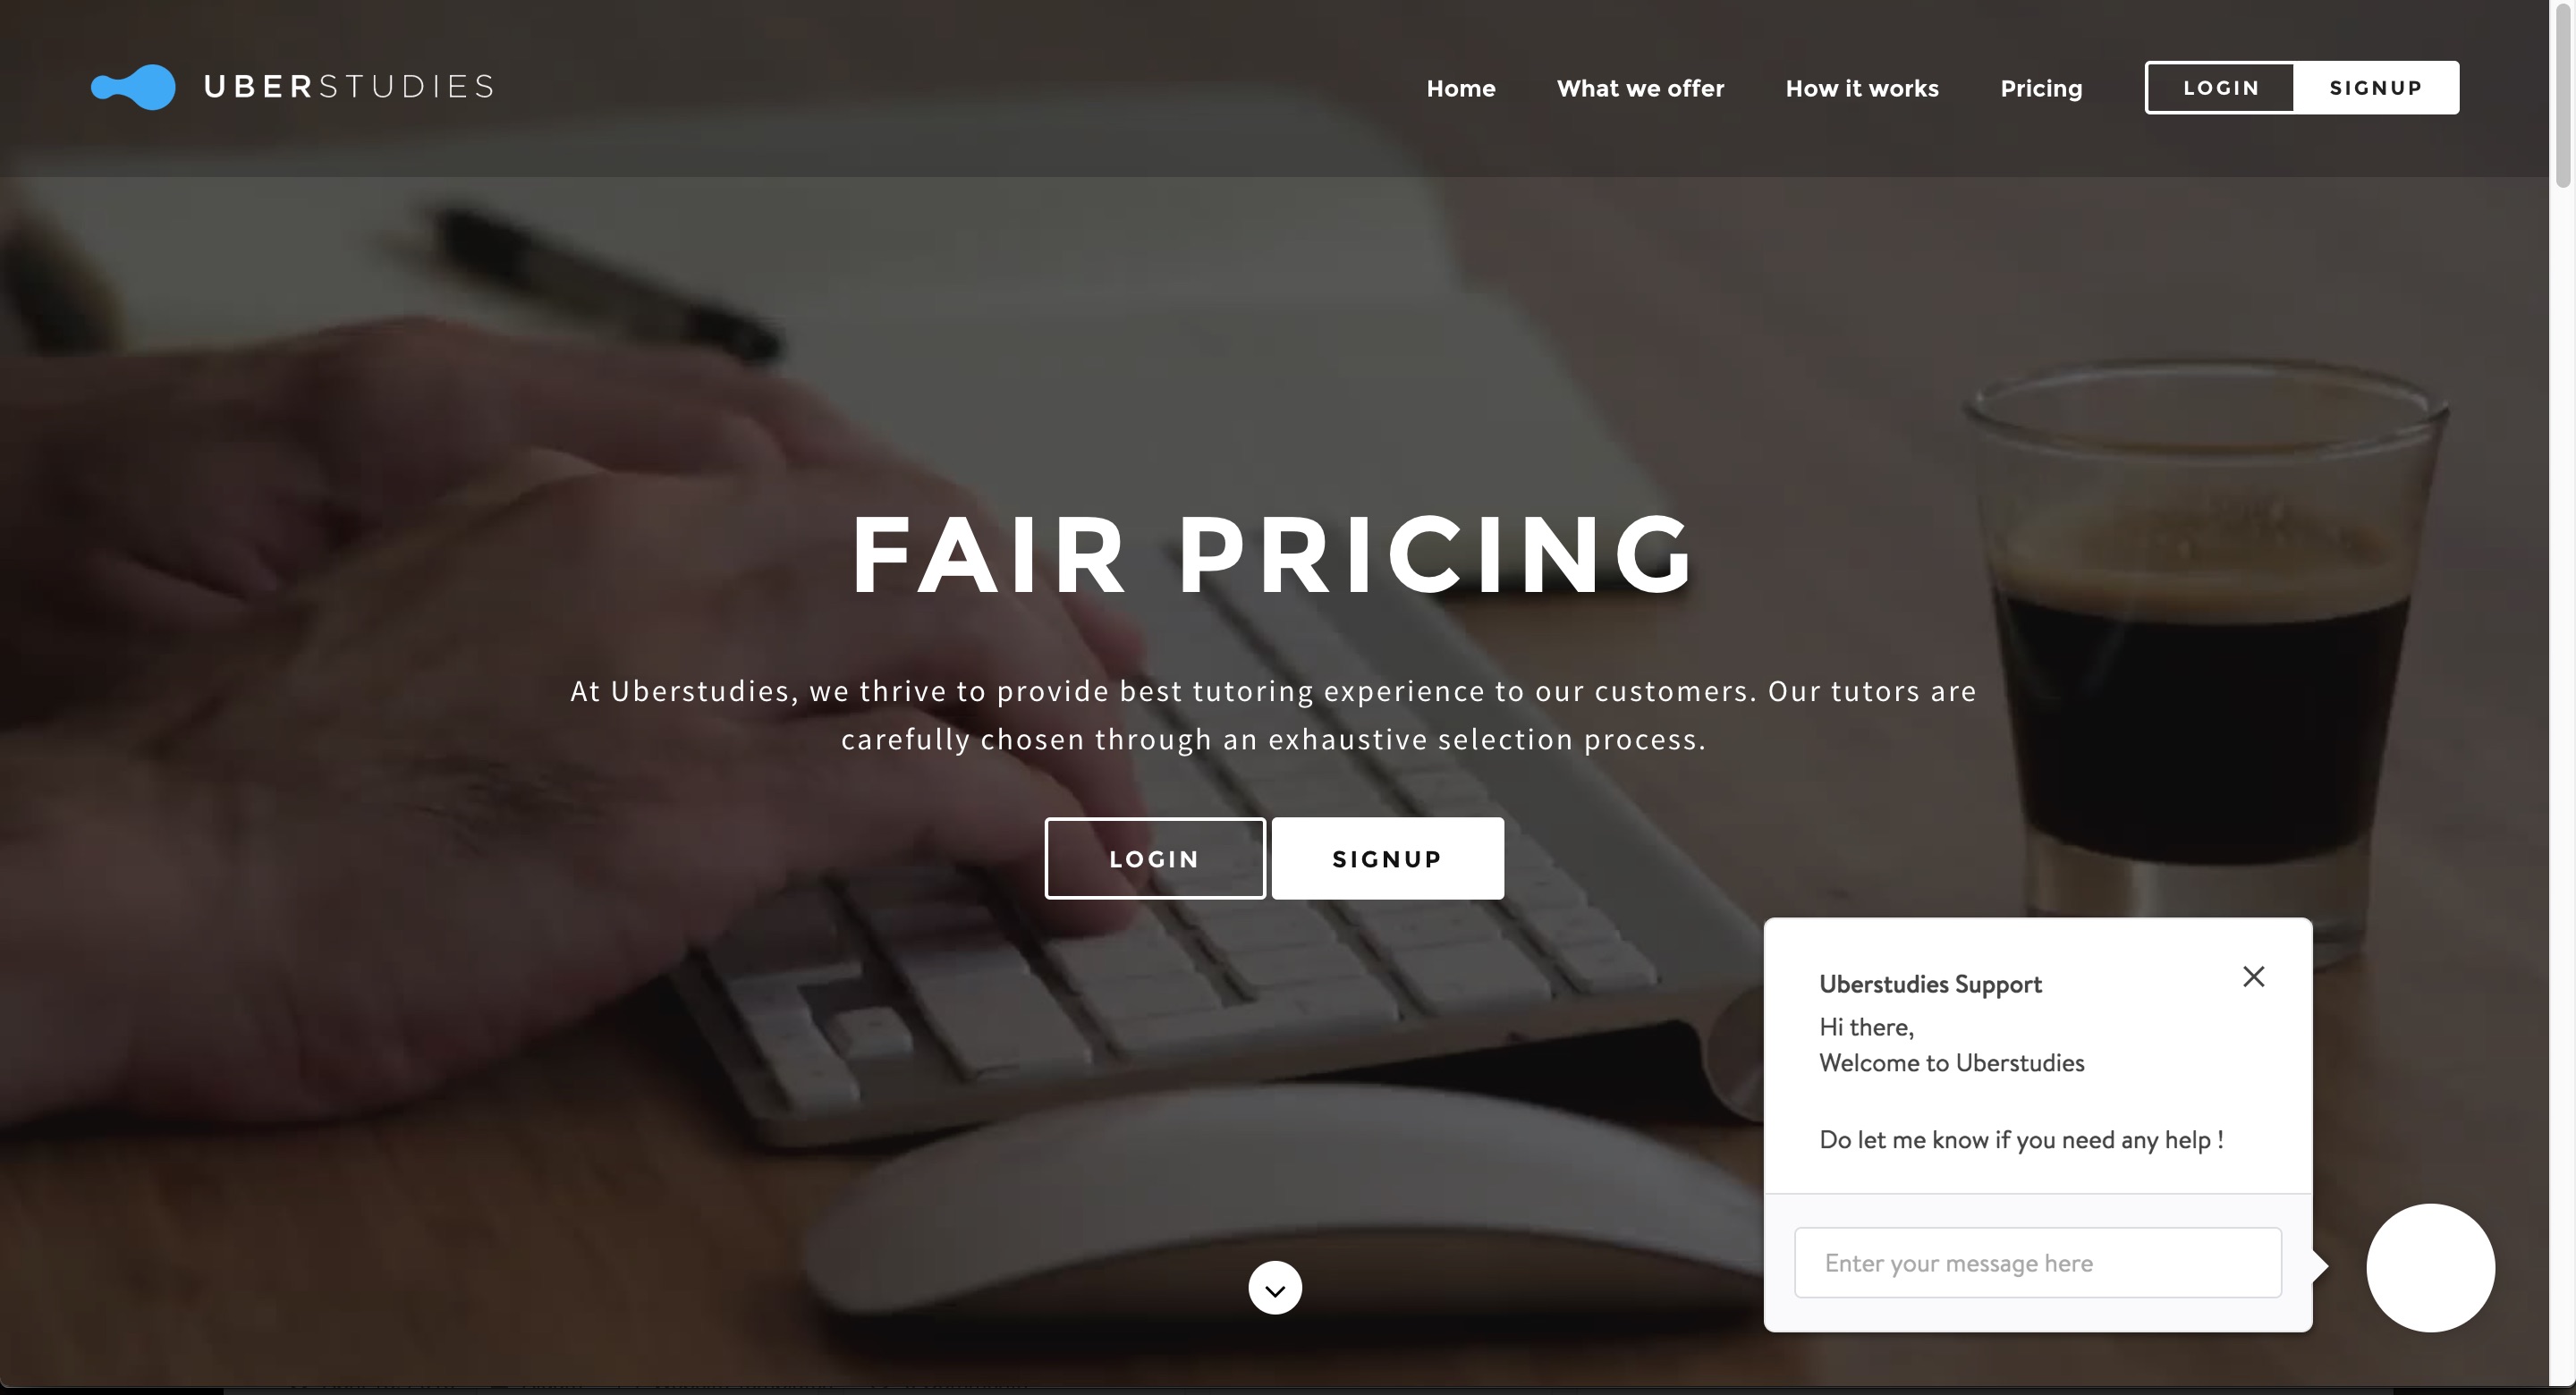 UBERSTUDIES
Home What we offer How it works Pricing LOGIN SIGNUP
FAIR PRICING
At Uberstudies, we thrive to provide best tutoring experience to our customers. Our tutors are
carefully chosen through an exhaustive selection process.
LOGIN SIGNUP
Uberstudies Support
Hi there,
Welcome to Uberstudies
Do let me know if you need any help !
Enter your message here